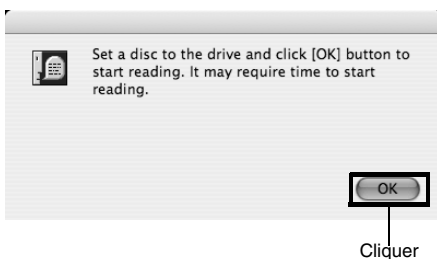 Set a disc to the drive and click [OK] button to
start reading. It may require time to start
reading.
OK
Cliquer